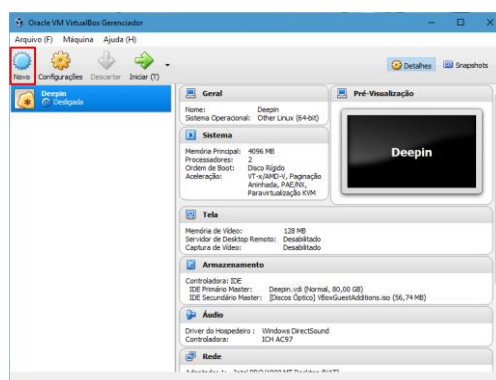 Oracle VM VirtualBox Gerenciador
Arquivo (F) Máquina Ajuda (H)
Novo Configurações Descartar Iniciar (T)
Detalhes Snapshots
Deepin
Desligada
Geral
Nome: Deepin
Sistema Operacional: Other Linux (64-bit)
Pré-Visualização
Deepin
Sistema
Memória Principal: 4096 MB
Processadores: 2
Ordem de Boot: Disco Rígido
Aceleração: VT-x/AMD-V, Paginação
Aninhada, PAE/NX,
Paravirtualização KVM
Tela
Memória de Vídeo: 128 MB
Servidor de Desktop Remoto: Desabilitado
Captura de Vídeo: Desabilitado
Armazenamento
Controladora: IDE
IDE Primário Master: Deepin.vdi (Normal, 80,00 GB)
IDE Secundário Master: [Discos Óptico] VBoxGuestAdditions.iso (56,74 MB)
Áudio
Driver do Hospedeiro : Windows DirectSound
Controladora: ICH AC97
Rede